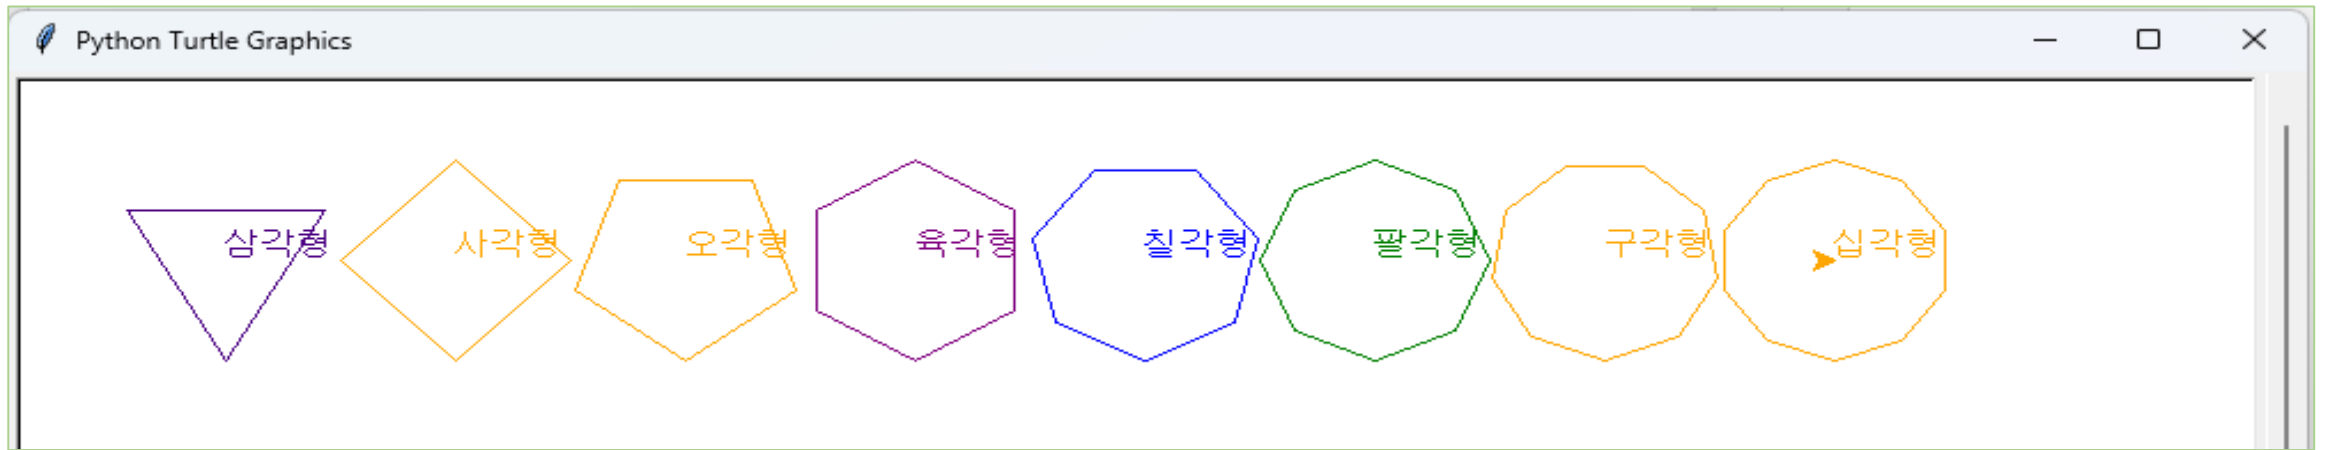 Python Turtle Graphics
삼각형 사각형 오각형 육각형 칠각형 팔각형 구각형 십각형